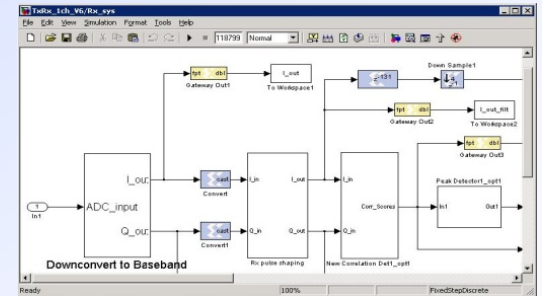 TxRx_1ch_V6/Rx_sys
File Edit View Simulation Format Tools Help
118799 Normal
fpt dbl
Gateway Out1
I_out
To Workspace1
Down Sample1
fpt dbl
Gateway Out2
I_out_RR
To Workspace2
fpt dbl
Gateway Out3
1
In1
ADC_input
I_out
Q_out
Downconvert to Baseband
cast
Convert
cast
Convert1
I_in
Q_in
I_out
Q_out
Rx pulse shaping
I_in
Q_in
Corr_Scores
New Correlation Det1_opt1
Peak Detector1_opt1
In1 Out1
Ready 100% FixedStepDiscrete